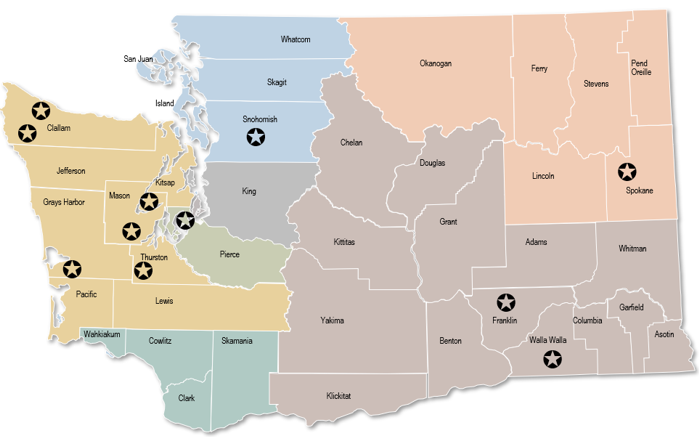 Whatcom
San Juan
Skagit
Island
Snohomish
Okanogan
Ferry
Stevens
Pend
Oreille
Clallam
Jefferson
Kitsap
Mason
Grays Harbor
King
Chelan
Douglas
Lincoln
Spokane
Grant
Kittitas
Adams
Whitman
Thurston
Pierce
Pacific
Lewis
Yakima
Franklin
Benton
Walla Walla
Columbia
Garfield
Asotin
Wahkiakum
Cowlitz
Skamania
Clark
Klickitat